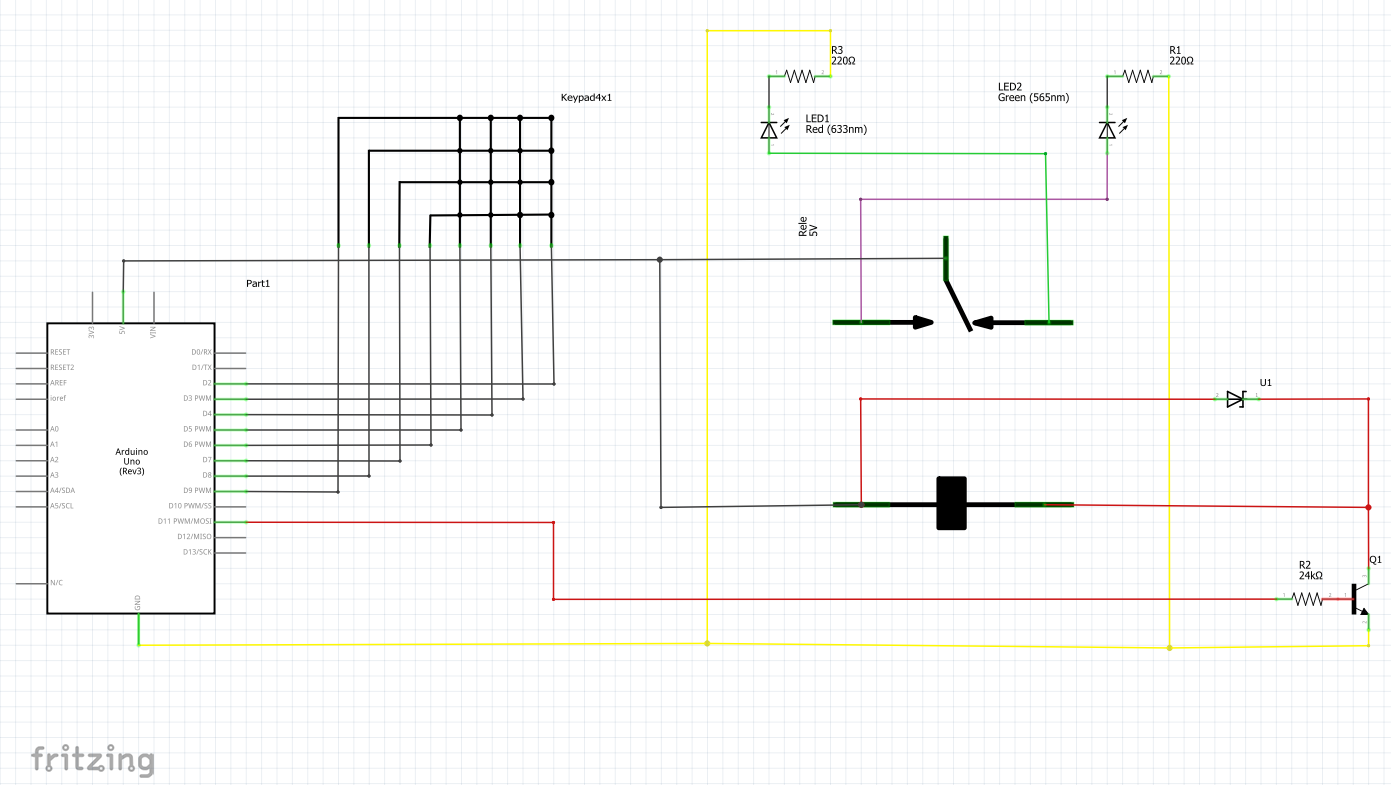 R3
220Ω
R1
220Ω
LED2
Green (565nm)
LED1
Red (633nm)
Keypad4x1
Rele
5V
Part1
3V3
5V
VIN
RESET
RESET2
AREF
ioref
A0
A1
A2
A3
A4/SDA
A5/SCL
N/C
Arduino
Uno
(Rev3)
D0/RX
D1/TX
D2
D3 PWM
D4
D5 PWM
D6 PWM
D7
D8
D9 PWM
D10 PWM/SS
D11 PWM/MOSI
D12/MISO
D13/SCK
GND
U1
R2
24kΩ
Q1
fritzing